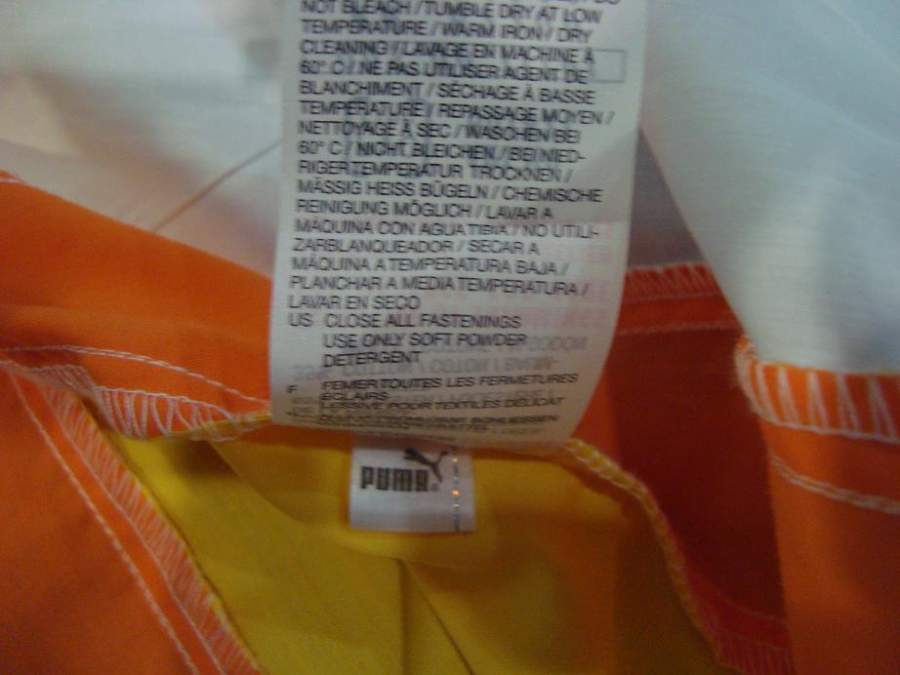 NOT BLEACH / TUMBLE DRY AT LOW
TEMPERATURE / WARM IRON / DRY
CLEANING / LAVAGE EN MACHINE À
60° C / NE PAS UTILISER AGENT DE
BLANCHIMENT / SÉCHAGE À BASSE
TEMPERATURE / REPASSAGE MOYEN /
NETTOYAGE À SEC / WASCHEN BEI
60° C / NICHT BLEICHEN / BEI NIED-
RIGER TEMPERATUR TROCKNEN /
MÄSSIG HEISS BÜGELN / CHEMISCHE
REINIGUNG MÖGLICH / LAVAR A
MÁQUINA CON AGUA TIBIA / NO UTILI-
ZAR BLANQUEADOR / SECAR A
MÁQUINA A TEMPERATURA BAJA /
PLANCHAR A MEDIA TEMPERATURA /
LAVAR EN SECO
US CLOSE ALL FASTENINGS
USE ONLY SOFT POWDER
DETERGENT
F FEMER TOUTES LES FERMETURES
ÉCLAIRS
LESSIVE POUR TEXTILES DÉLICAT
PUMA